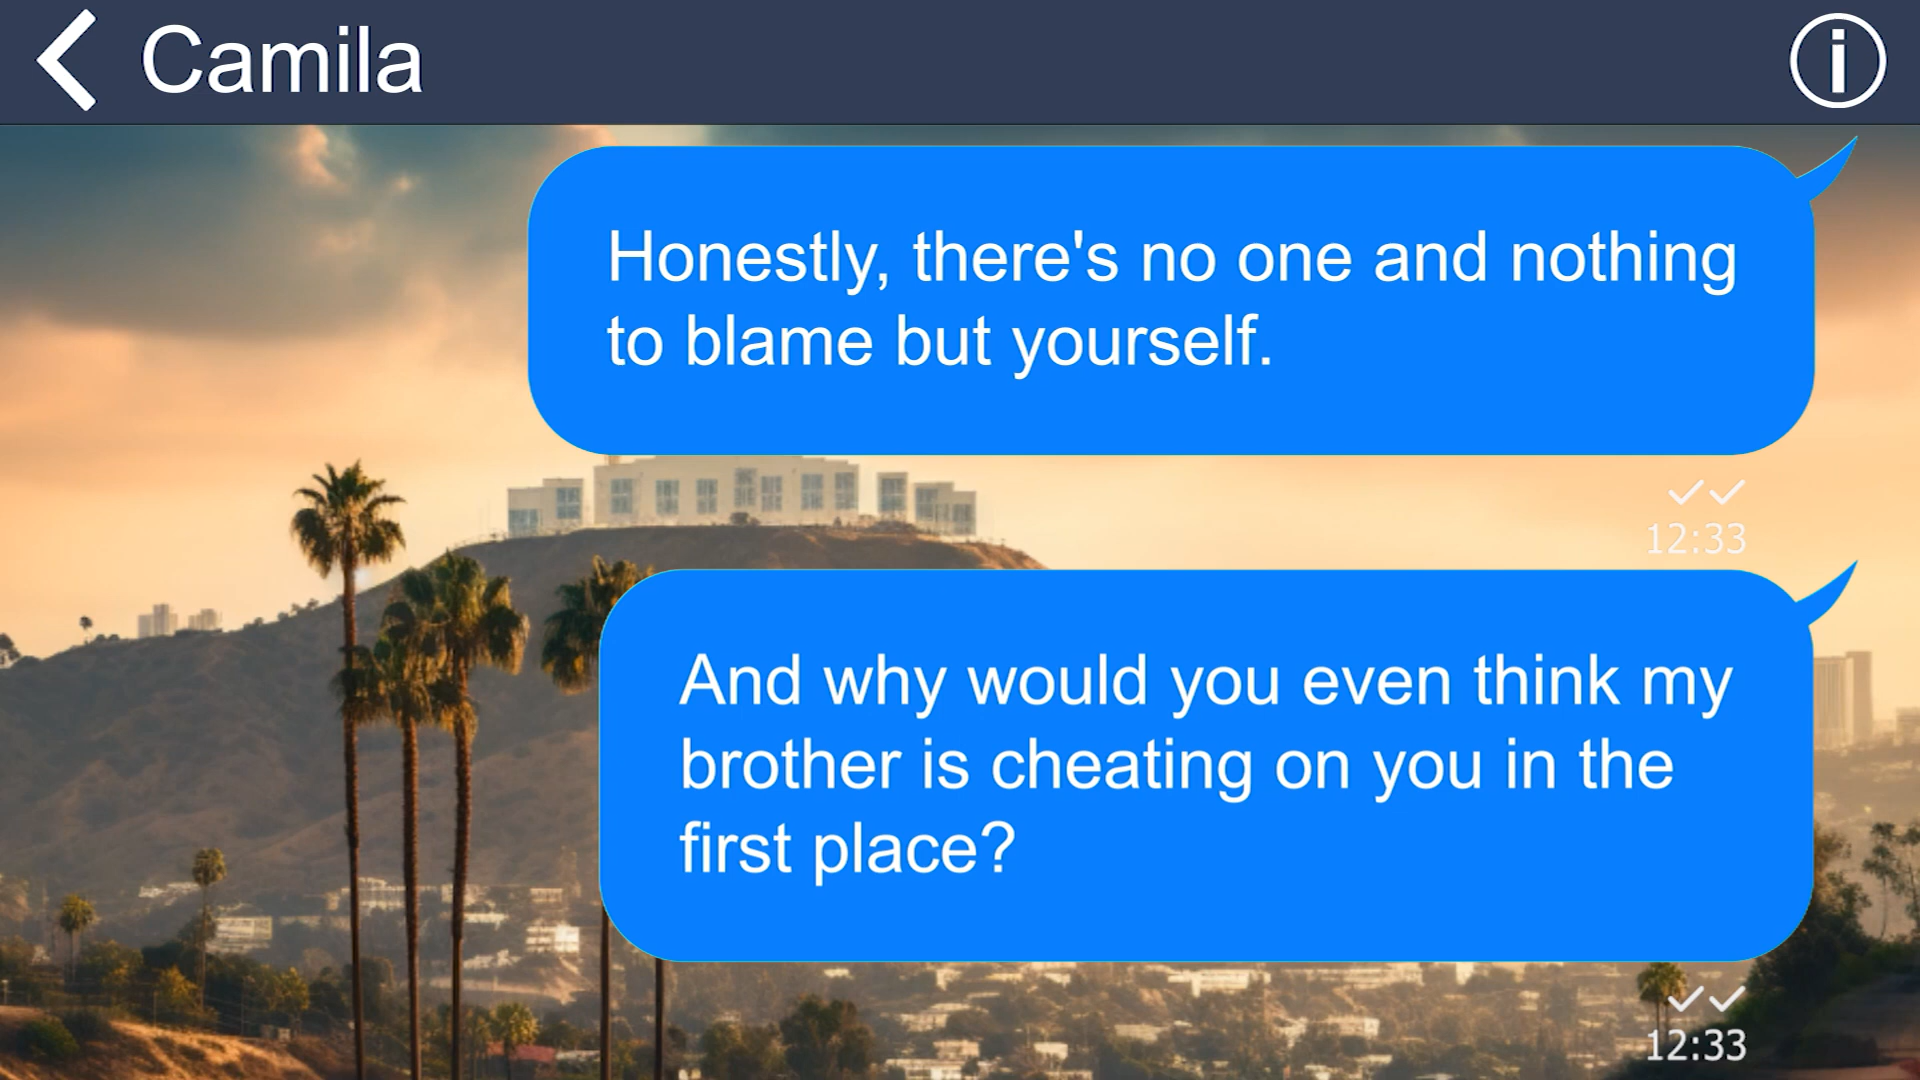 Camila
Honestly, there's no one and nothing
to blame but yourself.
12:33
And why would you even think my
brother is cheating on you in the
first place?
12:33